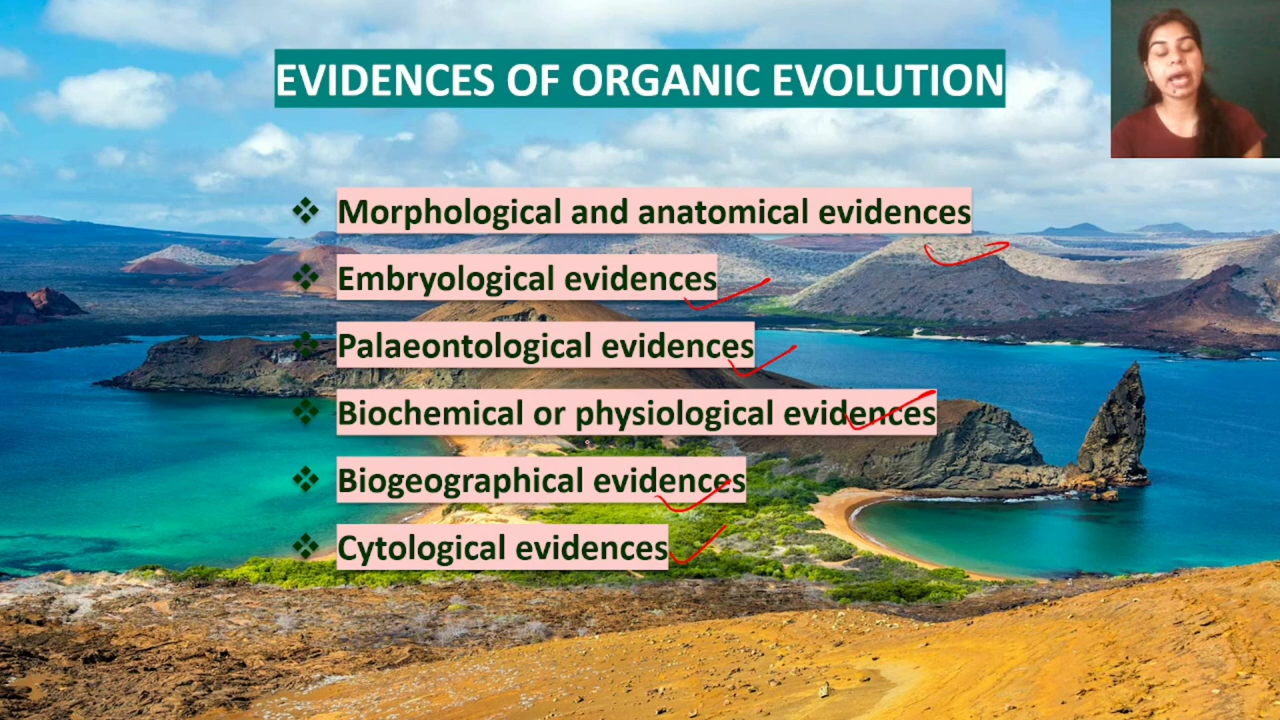 EVIDENCES OF ORGANIC EVOLUTION
Morphological and anatomical evidences
Embryological evidences
Palaeontological evidences
Biochemical or physiological evidences
Biogeographical evidences
Cytological evidences